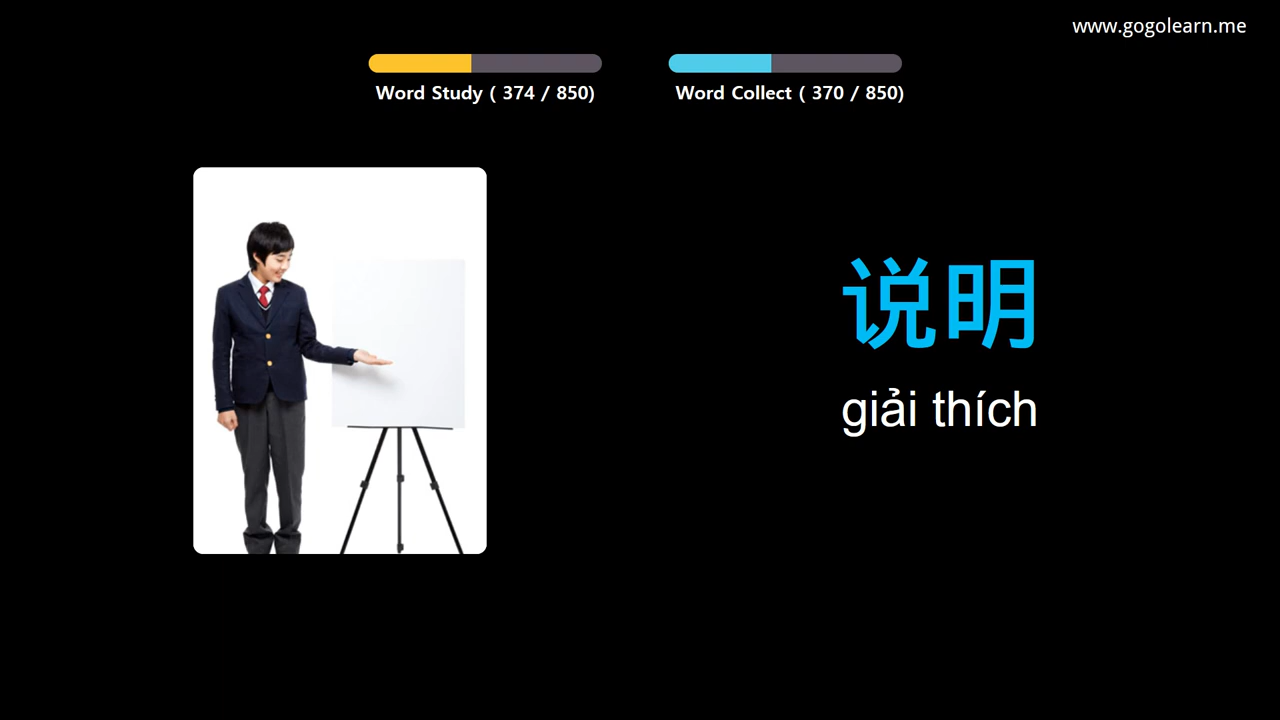 www.gogolearn.me
Word Study ( 374 / 850)
Word Collect ( 370 / 850)
说明
giải thích